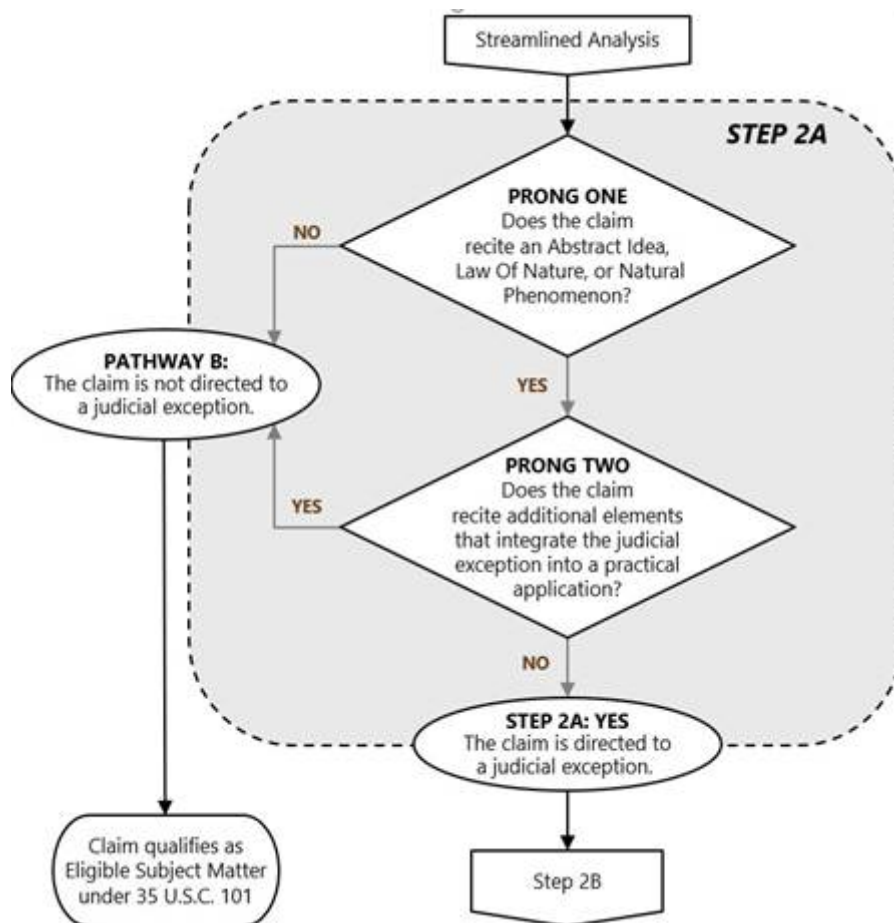 Streamlined Analysis
STEP 2A
PRONG ONE
Does the claim
recite an Abstract Idea,
Law Of Nature, or Natural
Phenomenon?
NO
PATHWAY B:
The claim is not directed to
a judicial exception.
YES
PRONG TWO
Does the claim
recite additional elements
that integrate the judicial
exception into a practical
application?
YES
NO
STEP 2A: YES
The claim is directed to
a judicial exception.
Claim qualifies as
Eligible Subject Matter
under 35 U.S.C. 101
Step 2B